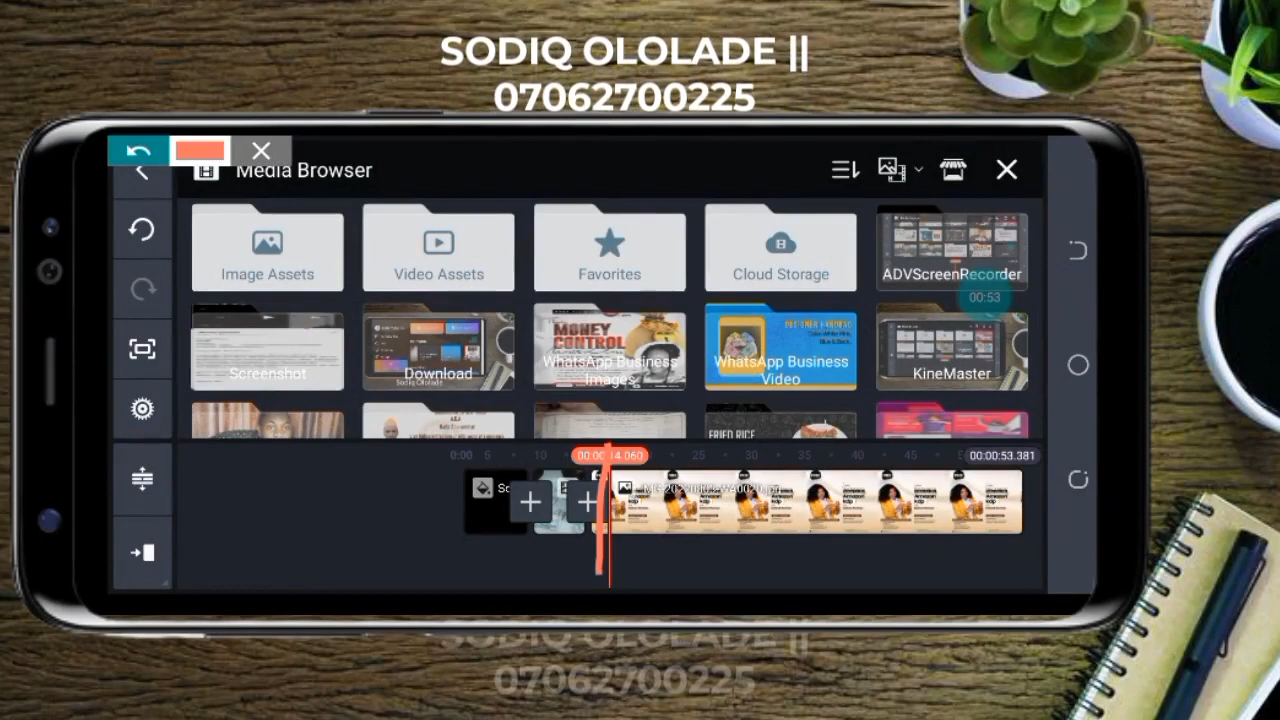 SODIQ OLOLADE ||
07062700225
Media Browser
Image Assets
Video Assets
Favorites
Cloud Storage
ADVScreenRecorder
00:53
Screenshot
Download
Sodiq Ololade
MONEY
CONTROL
WhatsApp Business
Images
WhatsApp Business
Video
KineMaster
FRIED RICE
0:00 5 10 25 30 35 40 45
00:00:53.381
SODIQ OLOLADE ||
07062700225